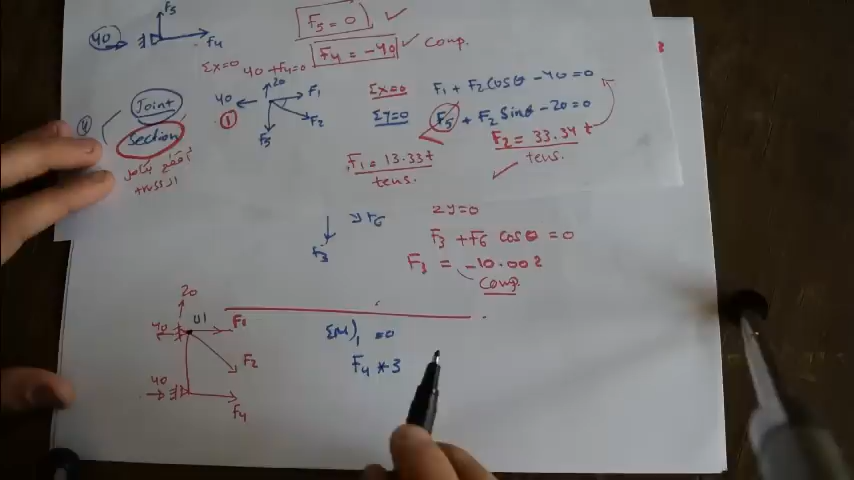 F5
40
F4
F5 = 0
Σx=0 40+F4=0
F4 = -40
Comp.
Joint
Section
20
40
F1
F2
F5
1
Σx=0
F1 + F2 Cosθ - 40 = 0
Σy=0
F5 + F2 Sinθ - 20 = 0
F2 = 33.34 t
tens.
F1 = 13.33t
tens.
F3
F6
Σy=0
F3 + F6 cosθ = 0
F3 = -10.002
Comp.
20
40
F1
F2
40
F4
ΣM)1 = 0
F4 * 3